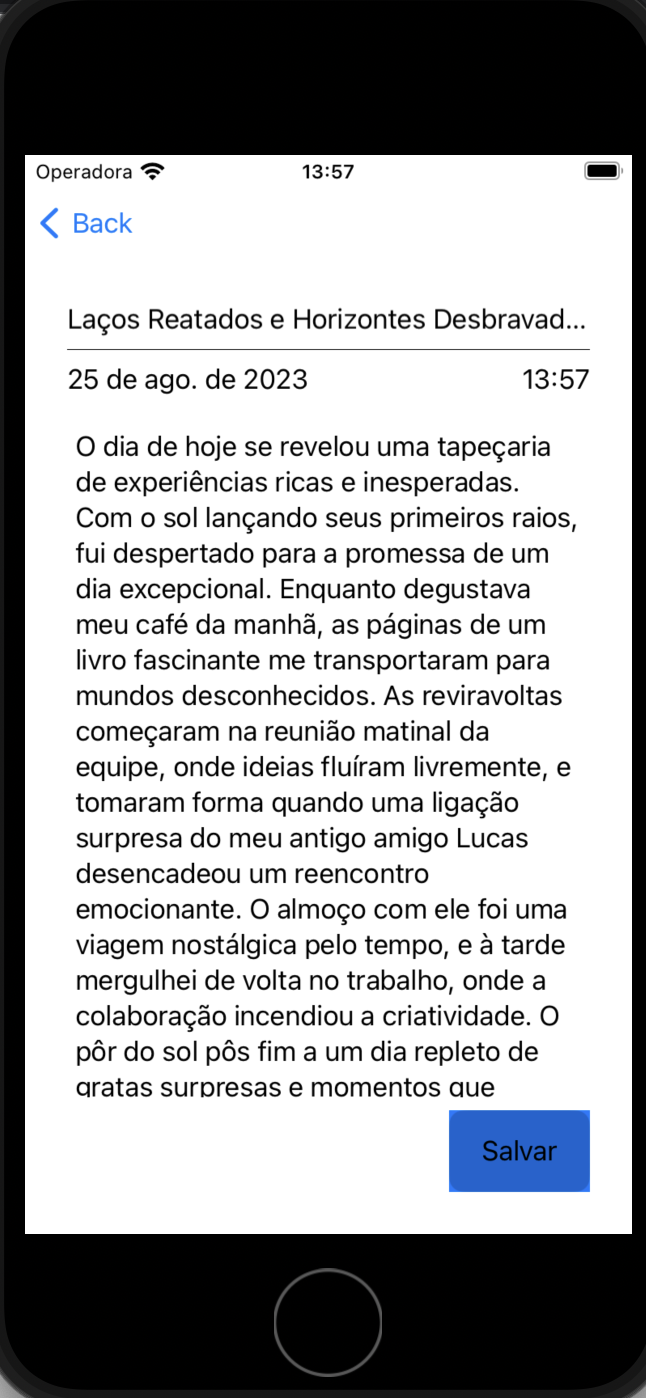 Operadora 13:57
Back
Laços Reatados e Horizontes Desbravad...
25 de ago. de 2023 13:57
O dia de hoje se revelou uma tapeçaria
de experiências ricas e inesperadas.
Com o sol lançando seus primeiros raios,
fui despertado para a promessa de um
dia excepcional. Enquanto degustava
meu café da manhã, as páginas de um
livro fascinante me transportaram para
mundos desconhecidos. As reviravoltas
começaram na reunião matinal da
equipe, onde ideias fluíram livremente, e
tomaram forma quando uma ligação
surpresa do meu antigo amigo Lucas
desencadeou um reencontro
emocionante. O almoço com ele foi uma
viagem nostálgica pelo tempo, e à tarde
mergulhei de volta no trabalho, onde a
colaboração incendiou a criatividade. O
pôr do sol pôs fim a um dia repleto de
gratas surpresas e momentos que
Salvar